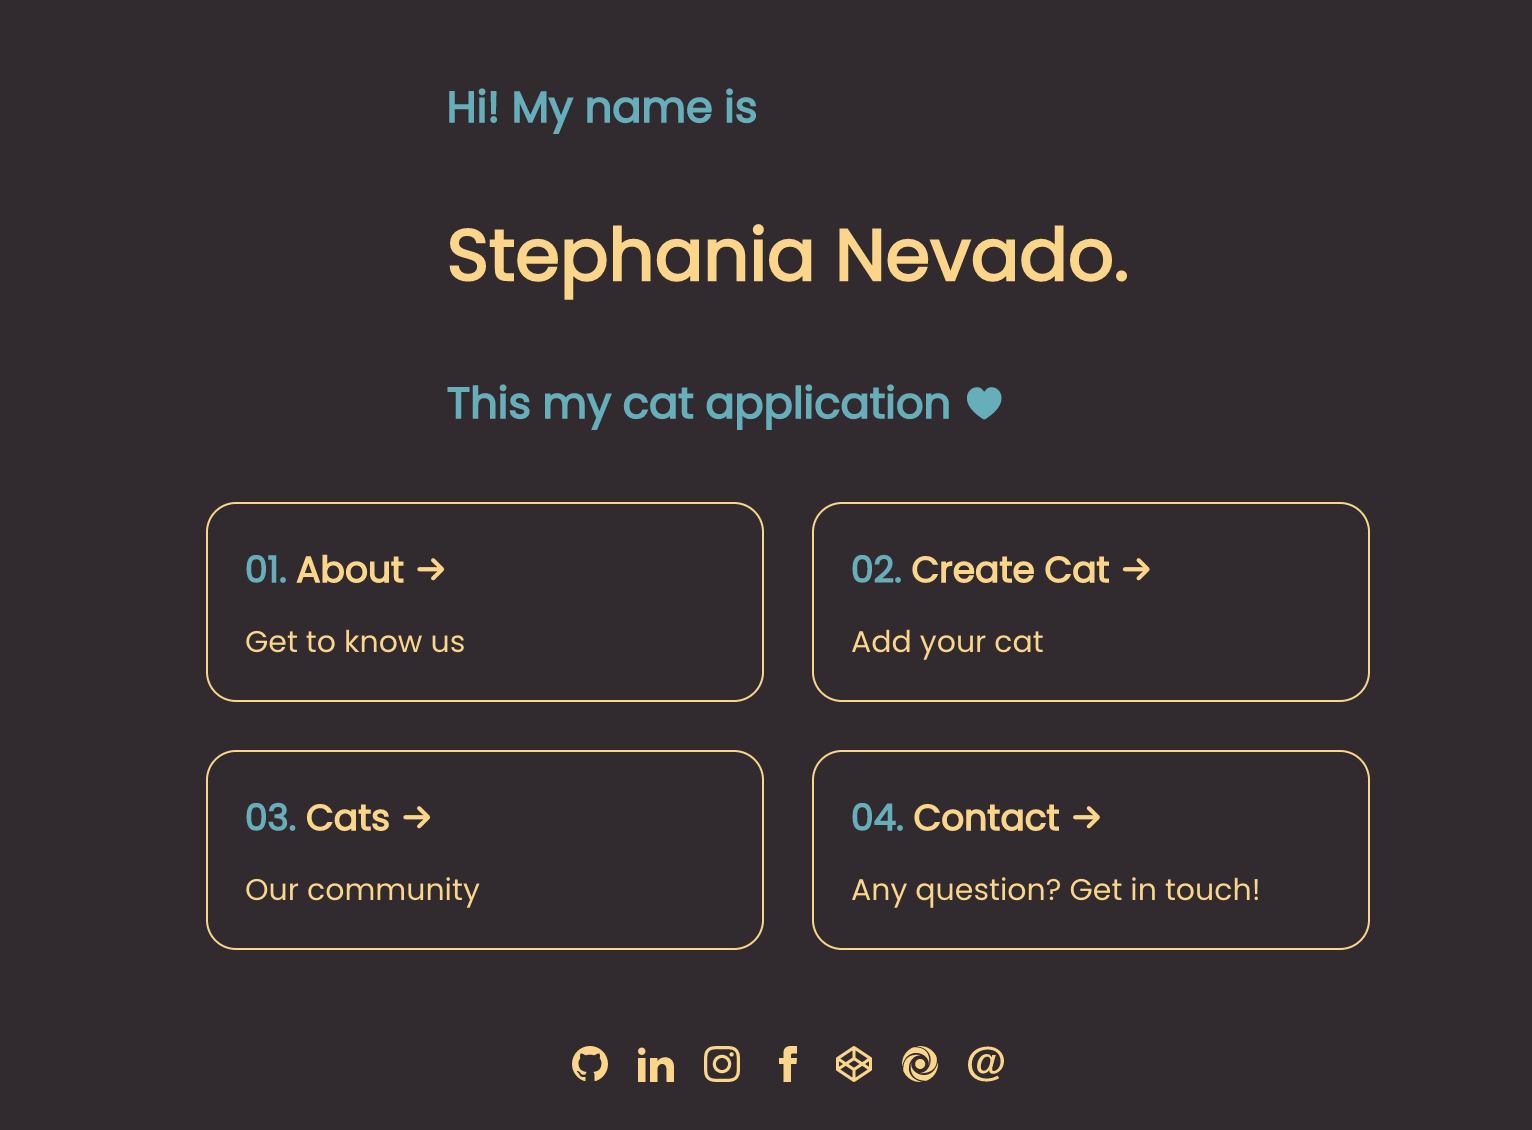 Hi! My name is
Stephania Nevado.
This my cat application
01. About →
Get to know us
02. Create Cat →
Add your cat
03. Cats →
Our community
04. Contact →
Any question? Get in touch!